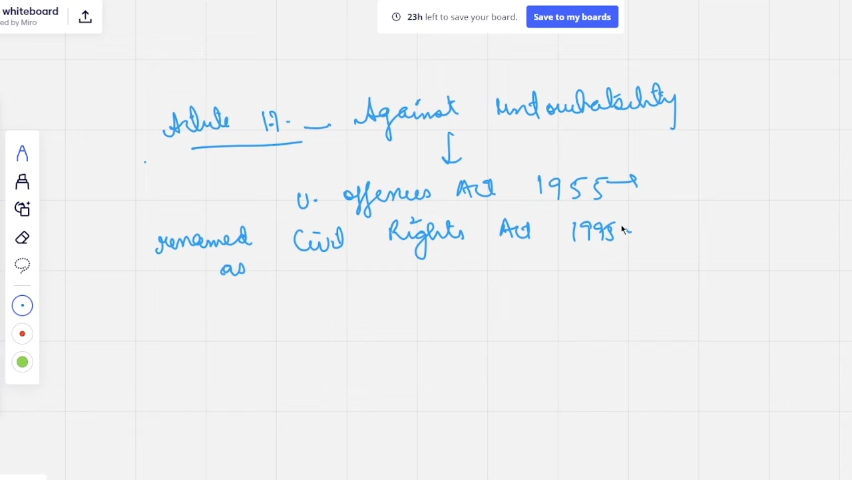 whiteboard
ed by Miro
23h left to save your board.
Save to my boards
Article 17. — Against untouchability
U. offences Act 1955 →
renamed Civil Rights Act 1995
as